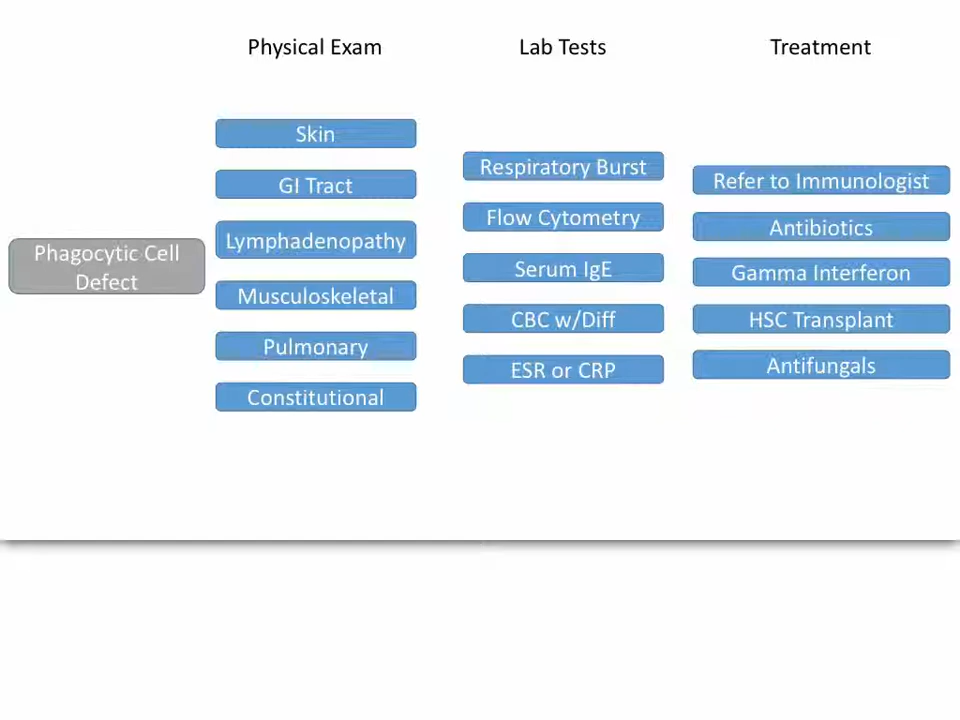 Physical Exam
Lab Tests
Treatment
Phagocytic Cell
Defect
Skin
GI Tract
Lymphadenopathy
Musculoskeletal
Pulmonary
Constitutional
Respiratory Burst
Flow Cytometry
Serum IgE
CBC w/Diff
ESR or CRP
Refer to Immunologist
Antibiotics
Gamma Interferon
HSC Transplant
Antifungals